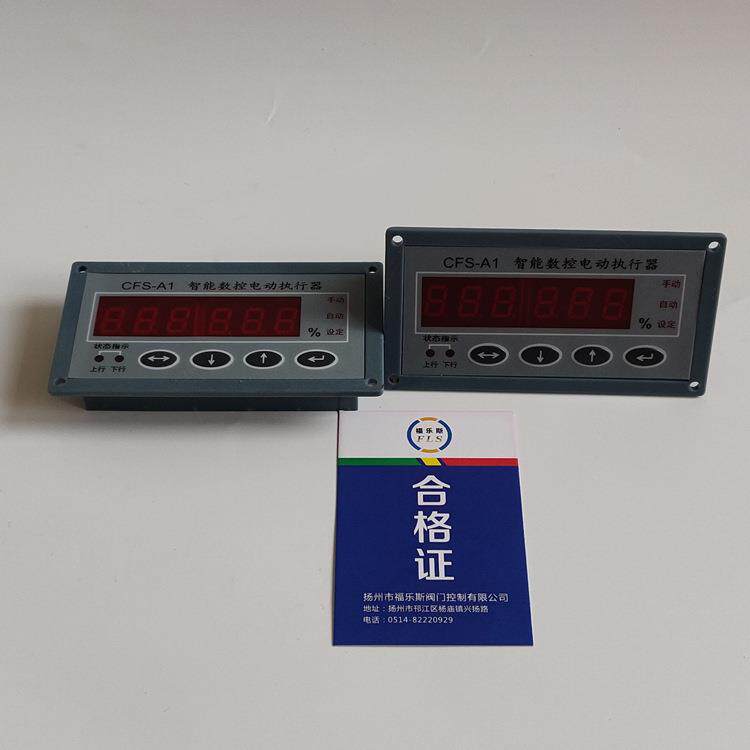 CFS-A1 智能数控电动执行器
手动
自动
% 设定
状态指示
上行 下行
CFS-A1 智能数控电动执行器
手动
自动
% 设定
状态指示
上行 下行
福乐斯
FLS
合格证
扬州市福乐斯阀门控制有限公司
地址：扬州市邗江区杨庙镇兴扬路
电话：0514-82220929